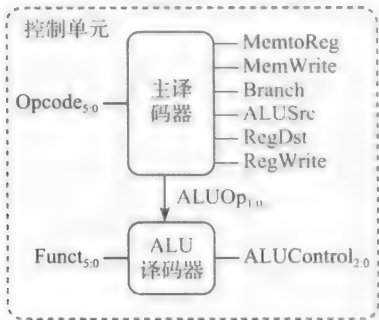 控制单元
MemtoReg
MemWrite
主译
码器
Branch
Opcode5:0
ALUSrc
RegDst
RegWrite
ALUOp1:0
Funct5:0
ALU
译码器
ALUControl2:0